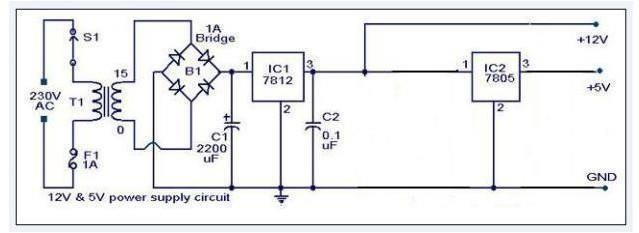 S1
1A
Bridge
+12V
15
1
IC1
7812
3
1
IC2
7805
3
B1
230V
AC
T1
+5V
2
2
+
C1
2200
uF
C2
0.1
uF
0
F1
1A
GND
12V & 5V power supply circuit